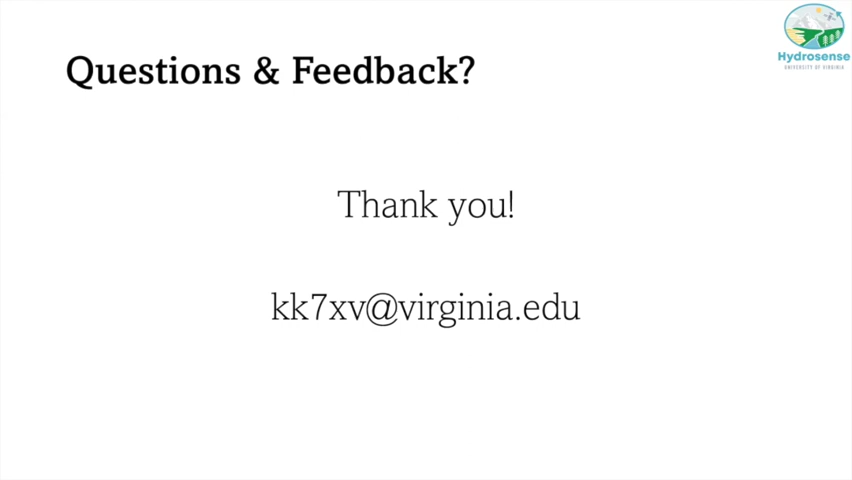 Questions & Feedback?
Hydrosense
UNIVERSITY OF VIRGINIA
Thank you!
kk7xv@virginia.edu